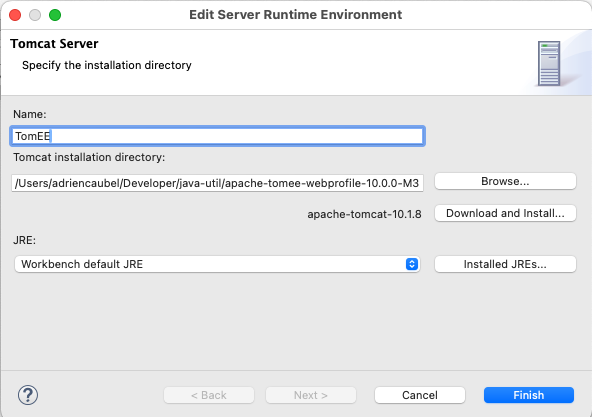 Edit Server Runtime Environment
Tomcat Server
Specify the installation directory
Name:
TomEE
Tomcat installation directory:
/Users/adriencaubel/Developer/java-util/apache-tomee-webprofile-10.0.0-M3
Browse...
apache-tomcat-10.1.8
Download and Install...
JRE:
Workbench default JRE
Installed JREs...
?
< Back
Next >
Cancel
Finish